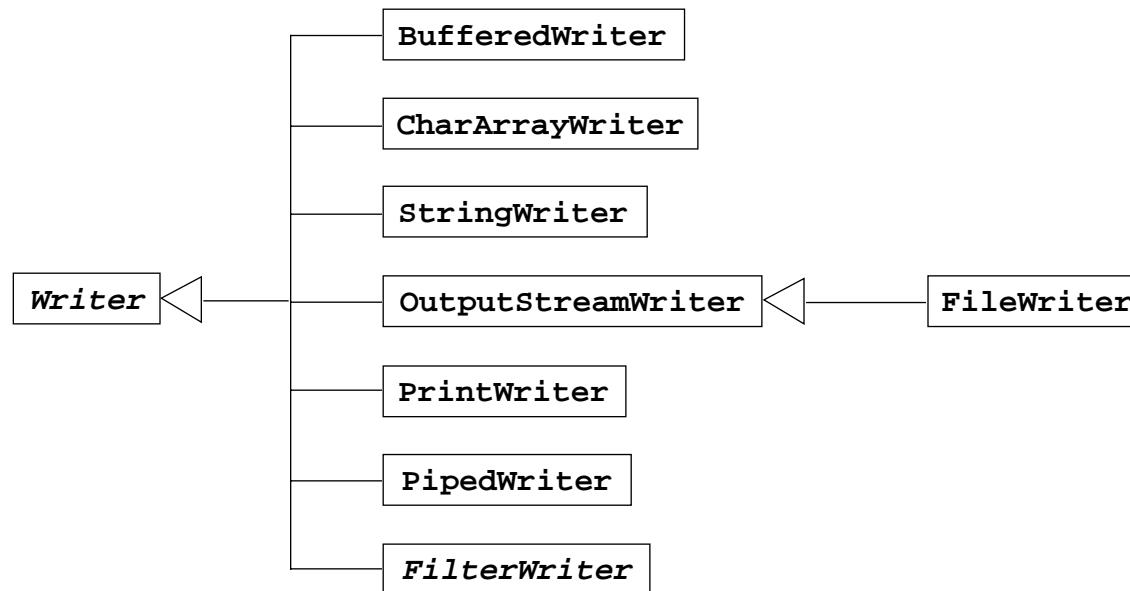 BufferedWriter
CharArrayWriter
StringWriter
Writer
OutputStreamWriter
FileWriter
PrintWriter
PipedWriter
FilterWriter